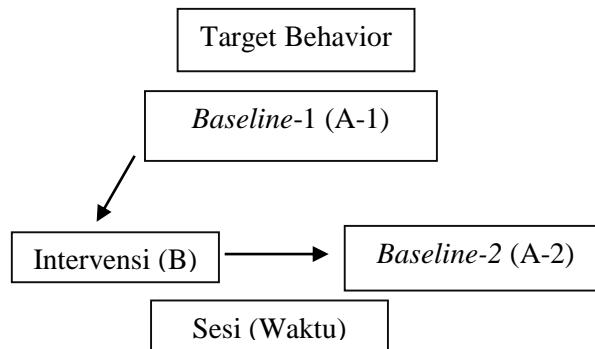 Target Behavior
Baseline-1 (A-1)
Intervensi (B)
Baseline-2 (A-2)
Sesi (Waktu)